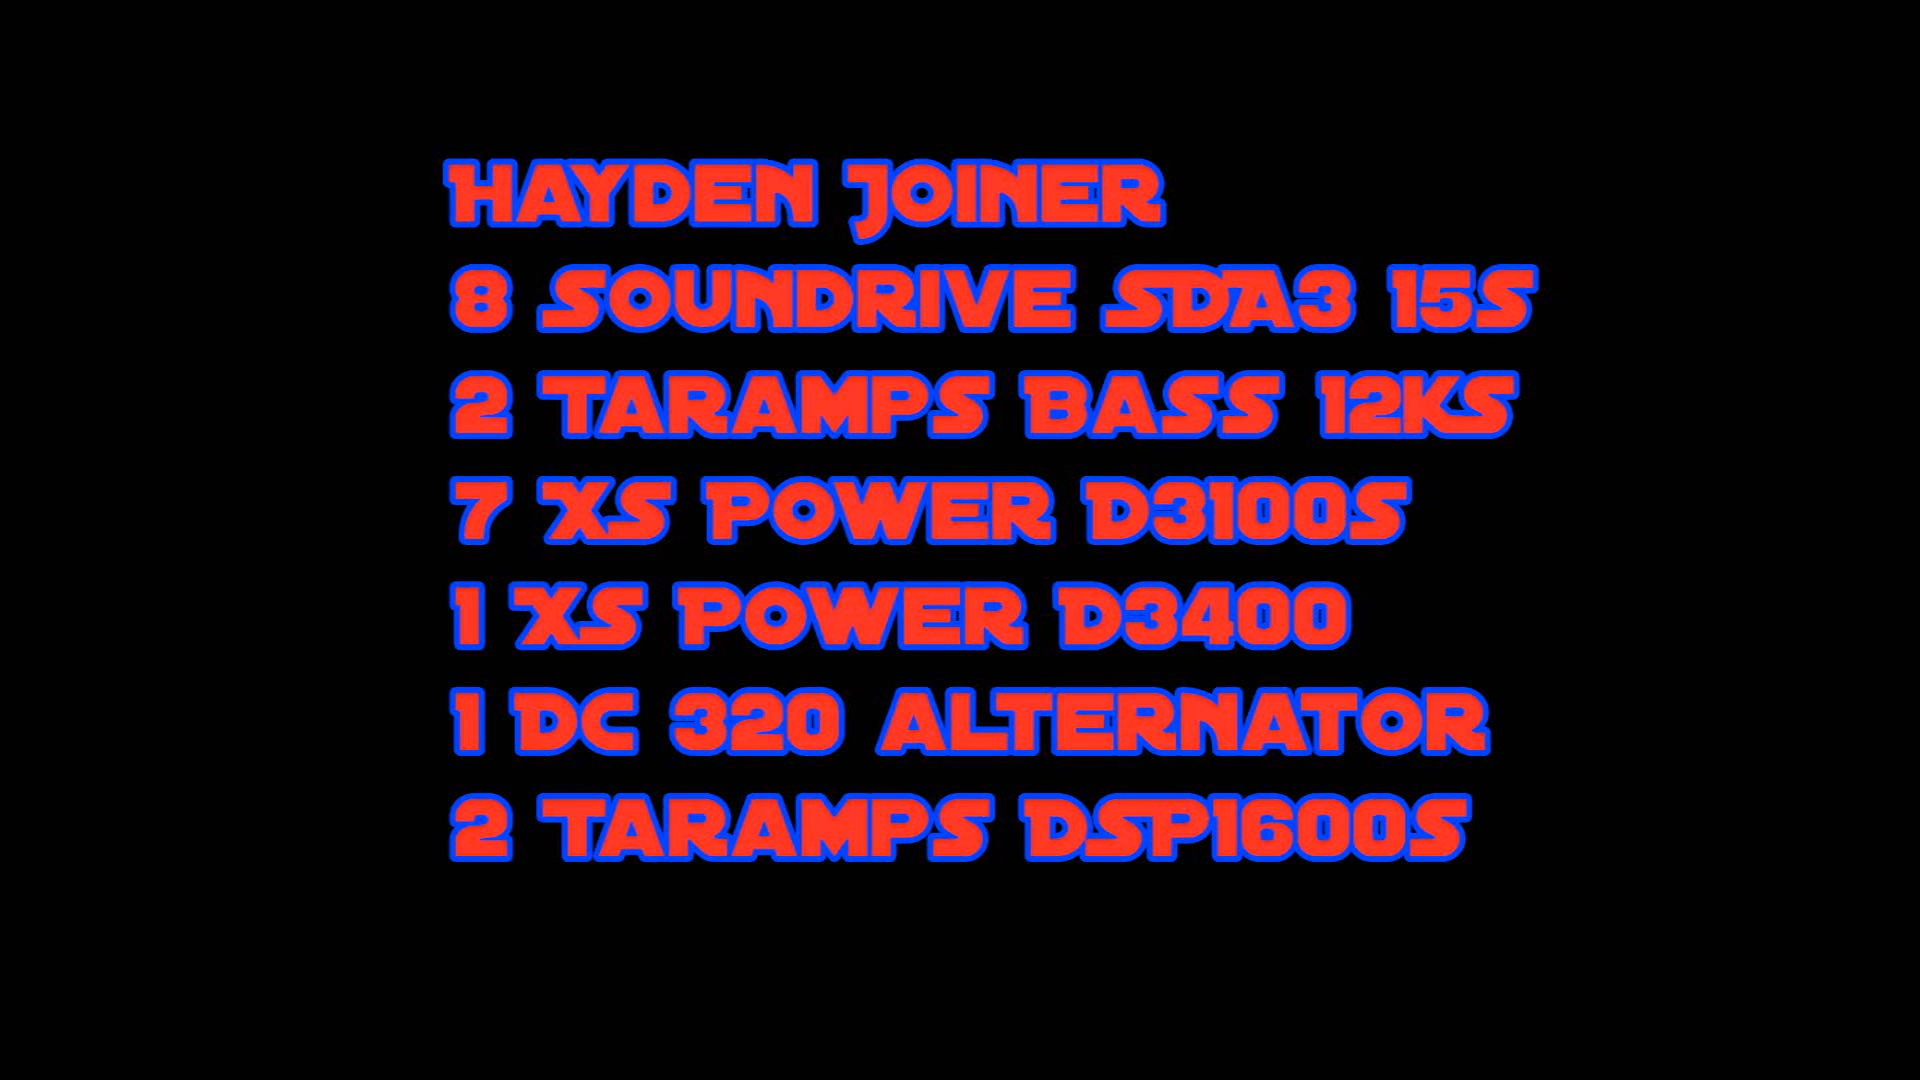 Hayden Joiner
8 Soundrive SDA3 15s
2 Taramps Bass 12ks
7 XS Power D3100s
1 XS Power D3400
1 DC 320 Alternator
2 Taramps DSP1600s